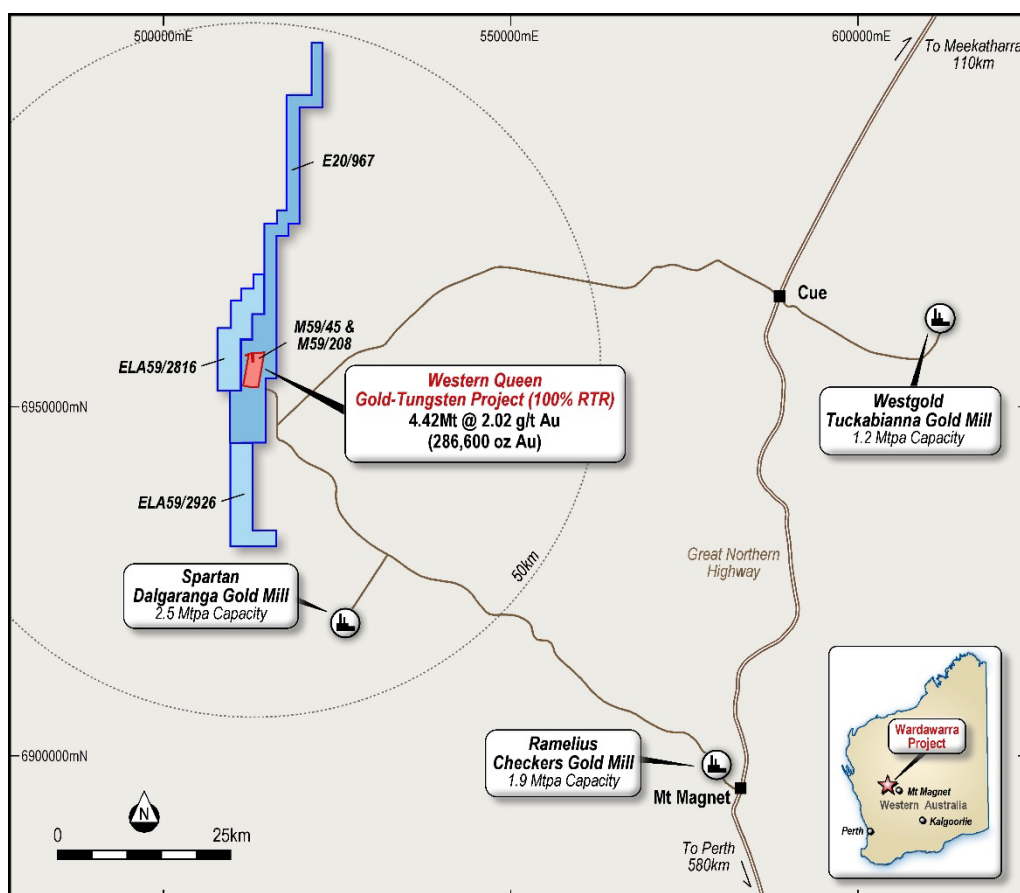 500000mE
550000mE
600000mE
To Meekatharra
110km
E20/967
Cue
M59/45 &
M59/208
ELA59/2816
Western Queen
Gold-Tungsten Project (100% RTR)
4.42Mt @ 2.02 g/t Au
(286,600 oz Au)
6950000mN
Westgold
Tuckabianna Gold Mill
1.2 Mtpa Capacity
ELA59/2926
50km
Great Northern
Highway
Spartan
Dalgaranga Gold Mill
2.5 Mtpa Capacity
Wardawarra
Project
Mt Magnet
Western Australia
Kalgoorlie
Perth
6900000mN
Ramelius
Checkers Gold Mill
1.9 Mtpa Capacity
Mt Magnet
N
0
25km
To Perth
580km